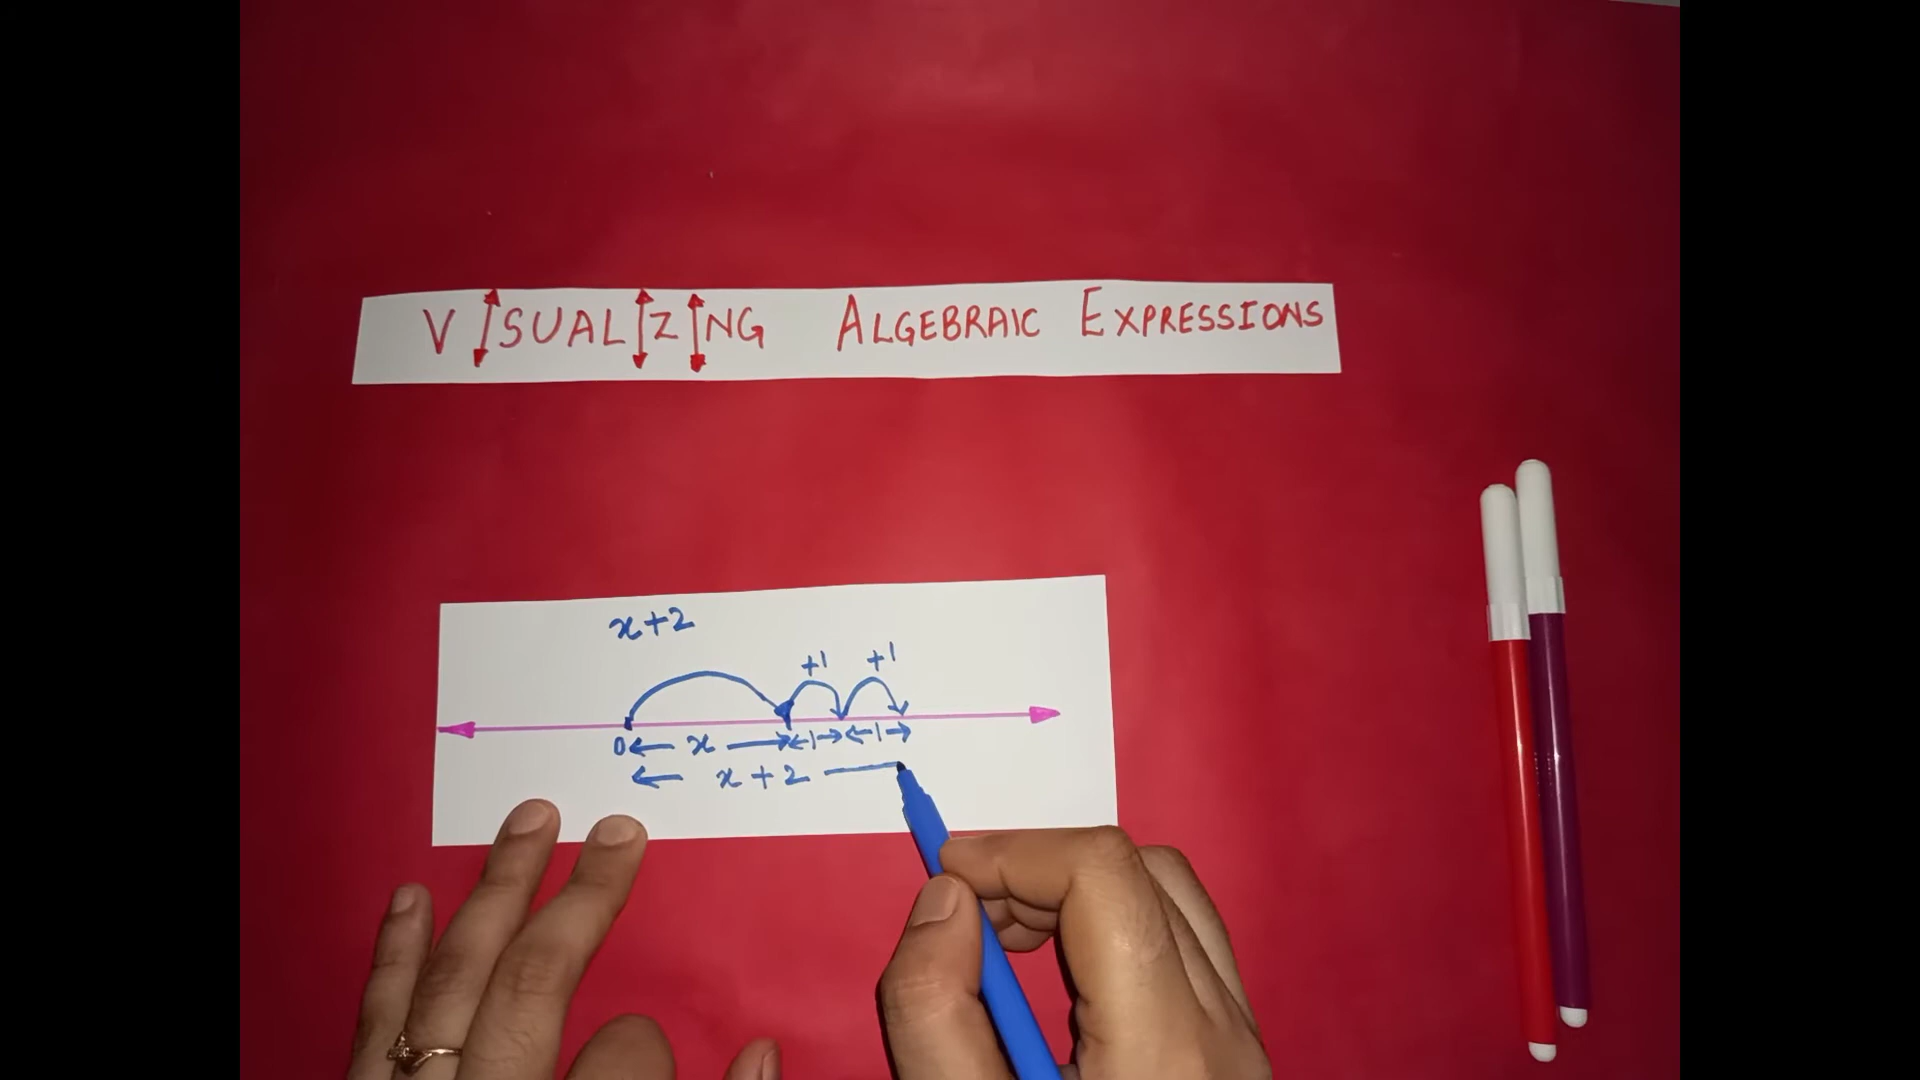 VISUALIZING ALGEBRAIC EXPRESSIONS
x+2
+1 +1
0 x 1 1
x+2